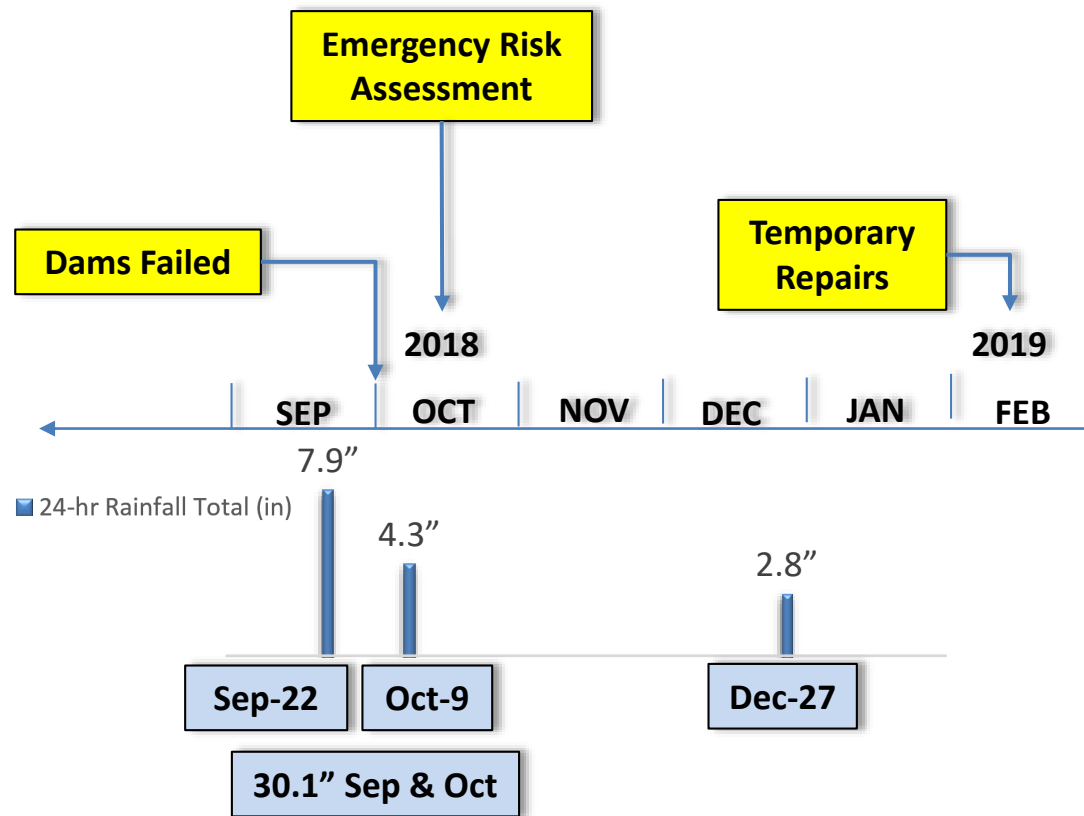 Emergency Risk
Assessment
Dams Failed
Temporary
Repairs
2018
2019
SEP
OCT
NOV
DEC
JAN
FEB
7.9”
24-hr Rainfall Total (in)
4.3”
2.8”
Sep-22
Oct-9
Dec-27
30.1” Sep & Oct